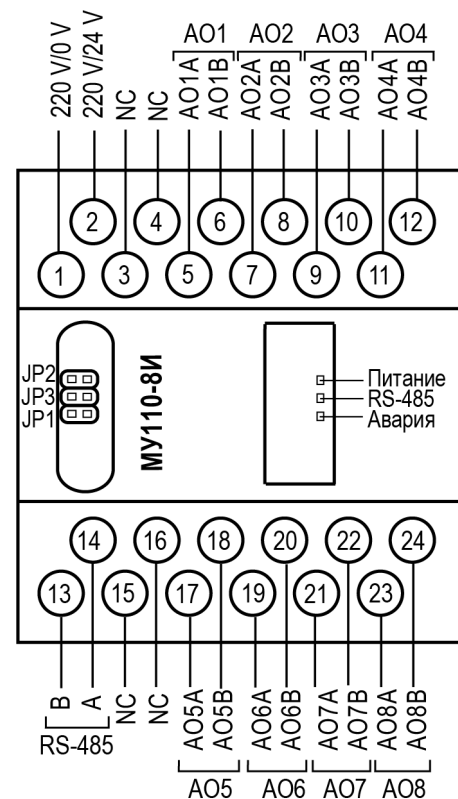 AO1 AO2 AO3 AO4
220 V/0 V
220 V/24 V
NC
NC
AO1A
AO1B
AO2A
AO2B
AO3A
AO3B
AO4A
AO4B
2 4 6 8 10 12
1 3 5 7 9 11
JP2
JP3
JP1
МУ110-8И
Питание
RS-485
Авария
14 16 18 20 22 24
13 15 17 19 21 23
B
A
NC
NC
AO5A
AO5B
AO6A
AO6B
AO7A
AO7B
AO8A
AO8B
RS-485
AO5 AO6 AO7 AO8